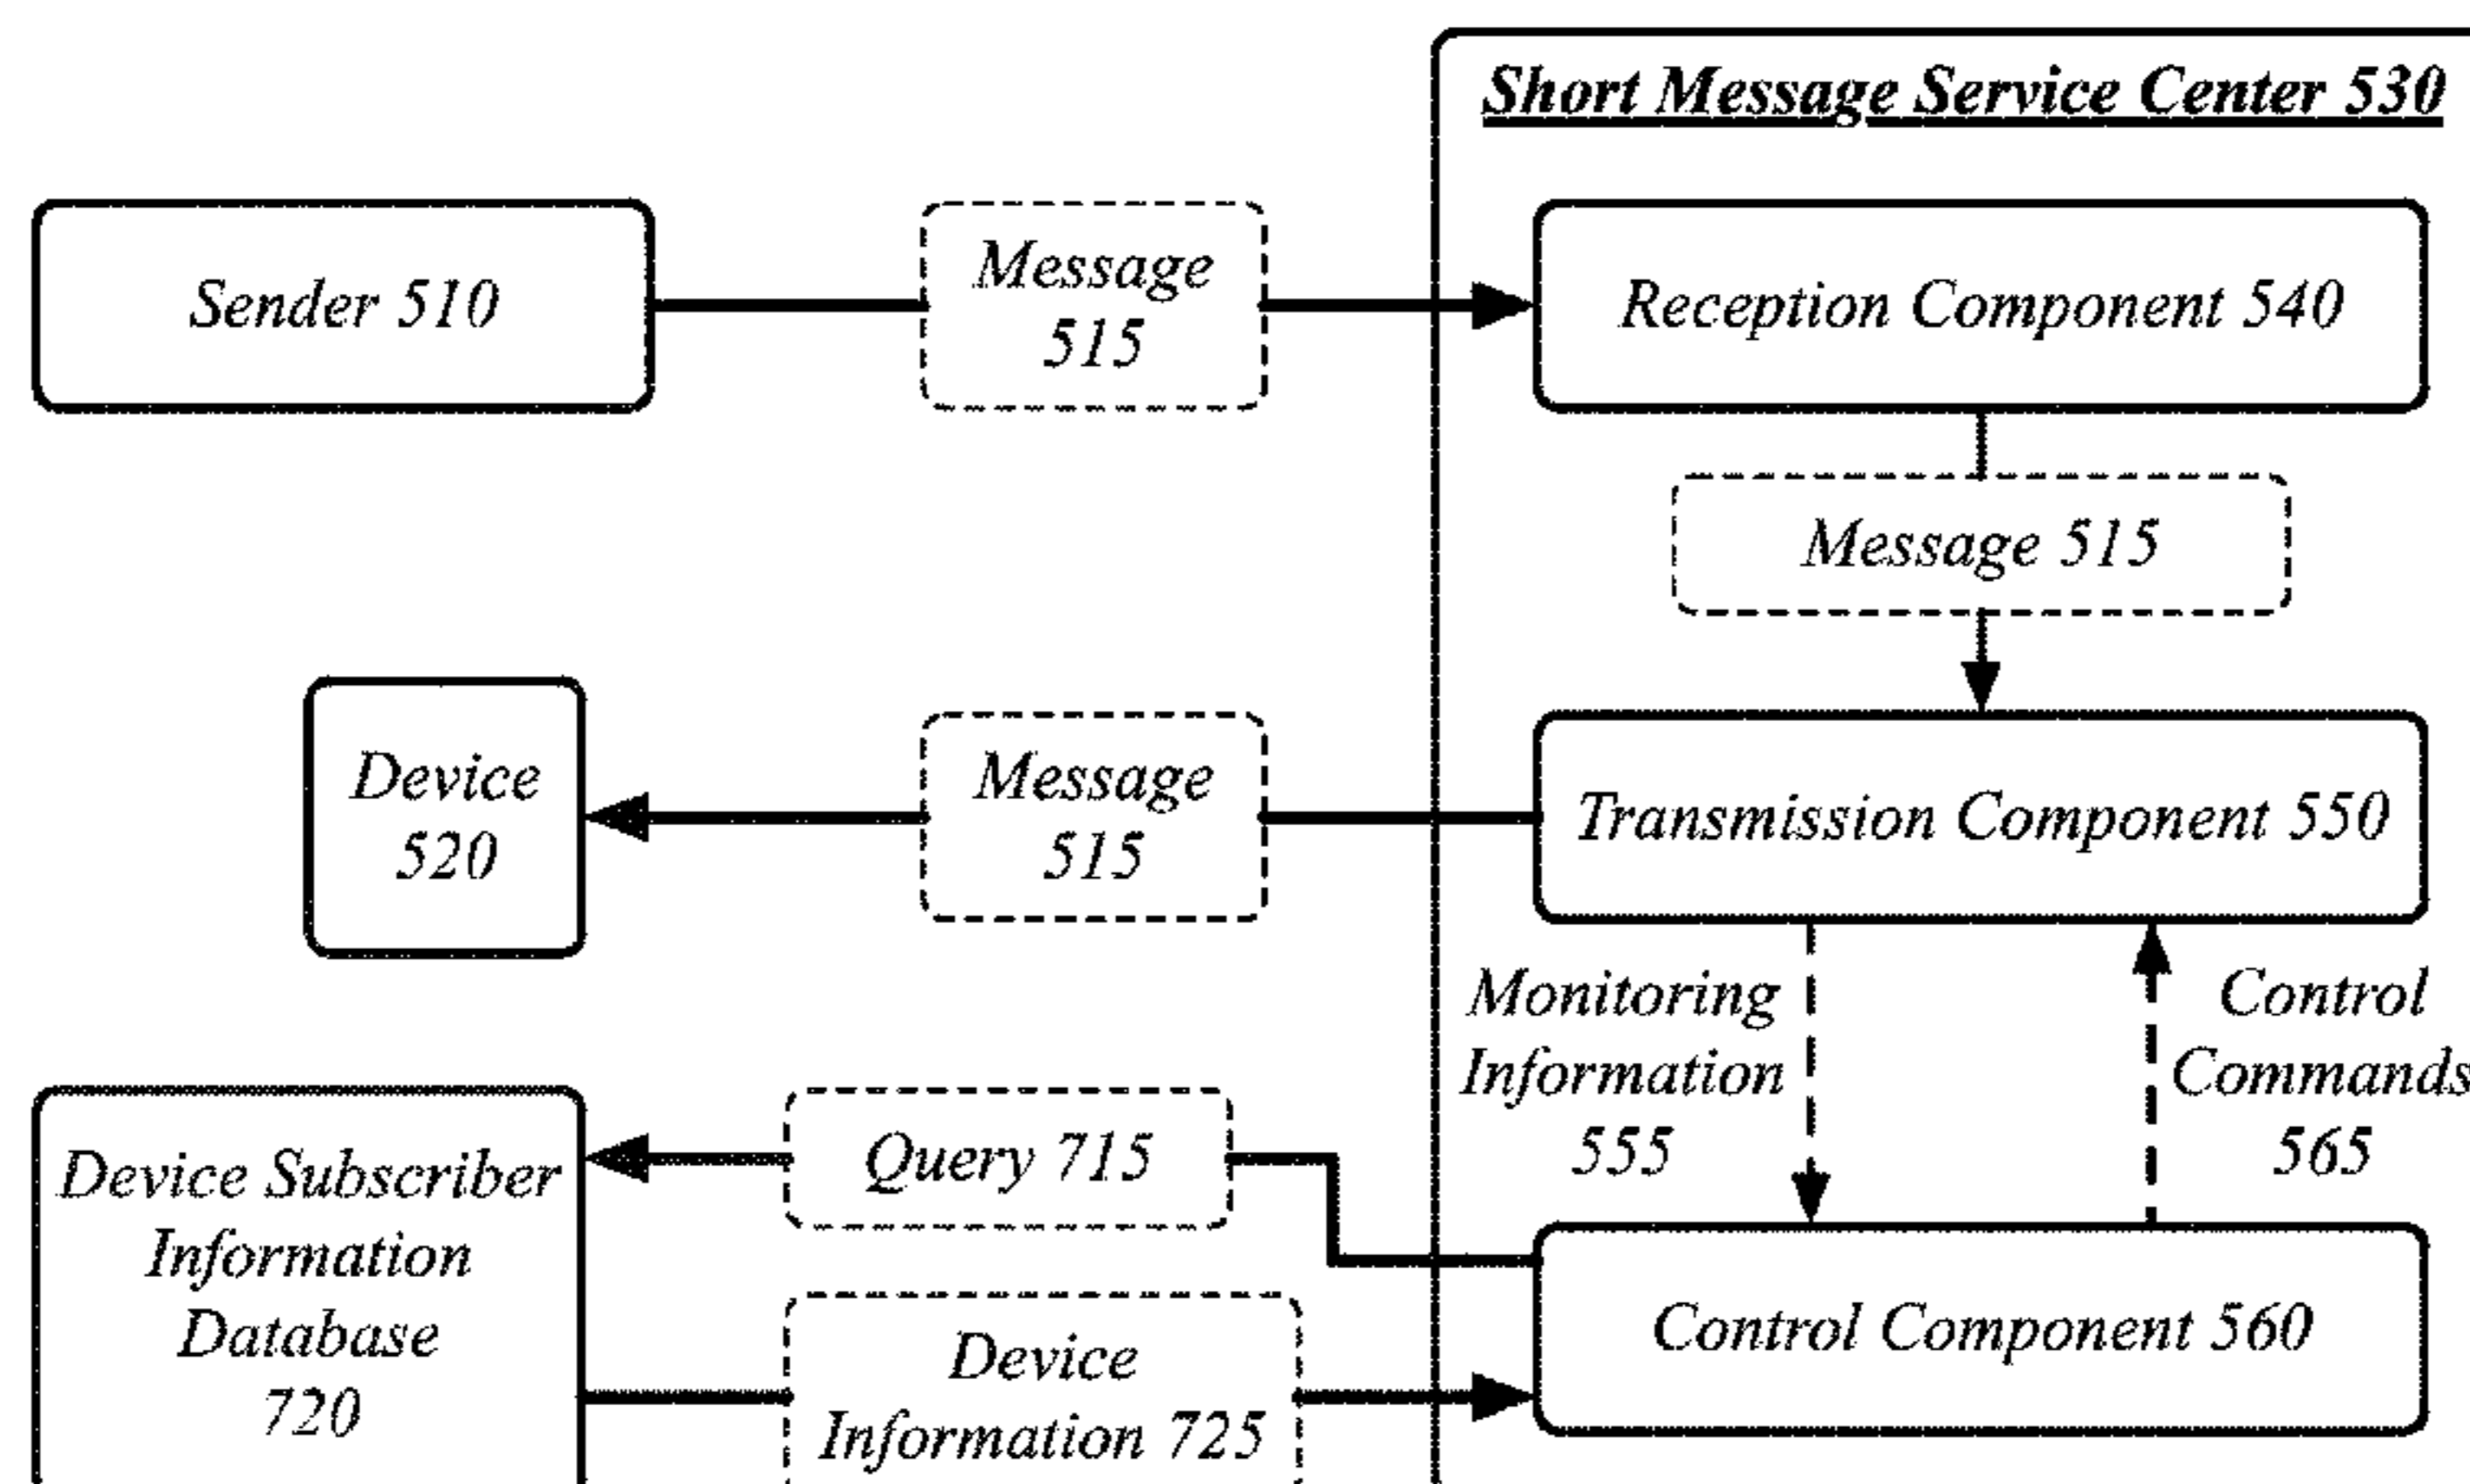 Short Message Service Center 530
Sender 510
Message
515
Reception Component 540
Message 515
Device
520
Message
515
Transmission Component 550
Monitoring
Information
555
Control
Commands
565
Device Subscriber
Information
Database
720
Query 715
Device
Information 725
Control Component 560